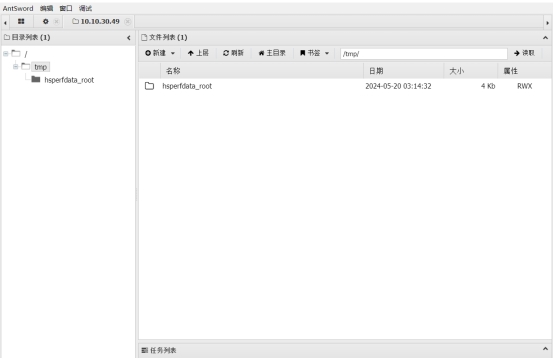 AntSword 编辑 窗口 调试
10.10.30.49
目录列表 (1)
文件列表 (1)
新建 上层 刷新 主目录 书签 /tmp/ 读取
/
tmp
hsperfdata_root
名称 日期 大小 属性
hsperfdata_root 2024-05-20 03:14:32 4 Kb RWX
任务列表